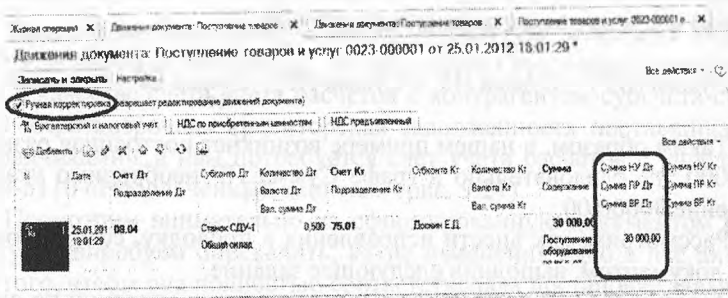 Журнал операций X Движения документа: Поступление товаров . X Движения документа: Поступление товаров . X Поступление товаров и услуг 0023-000001 о.. X
Движения документа: Поступление товаров и услуг 0023-000001 от 25.01.2012 18:01:29 *
Записать и закрыть Настройка Все действия
Ручная корректировка (разрешает редактирование движений документа)
Бухгалтерский и налоговый учет НДС по приобретенным ценностям НДС предъявленный
Добавить Все действия
N Дата Счет Дт Субконто Дт Количество Дт Счет Кт Субконто Кт Количество Кт Сумма Сумма НУ Дт Сумма НУ Кт
Подразделение Дт Валюта Дт Подразделение Кт Валюта Кт Содержание Сумма ПР Дт Сумма ПР Кт
Вал. сумма Дт Вал. сумма Кт Сумма ВР Дт Сумма ВР Кт
1 25.01.201 08.04 Станок СДУ-1 0,500 75.01 Доскин Е.Д. 30 000,00
18:01:29 Общий склад Поступление 30 000,00
оборудования